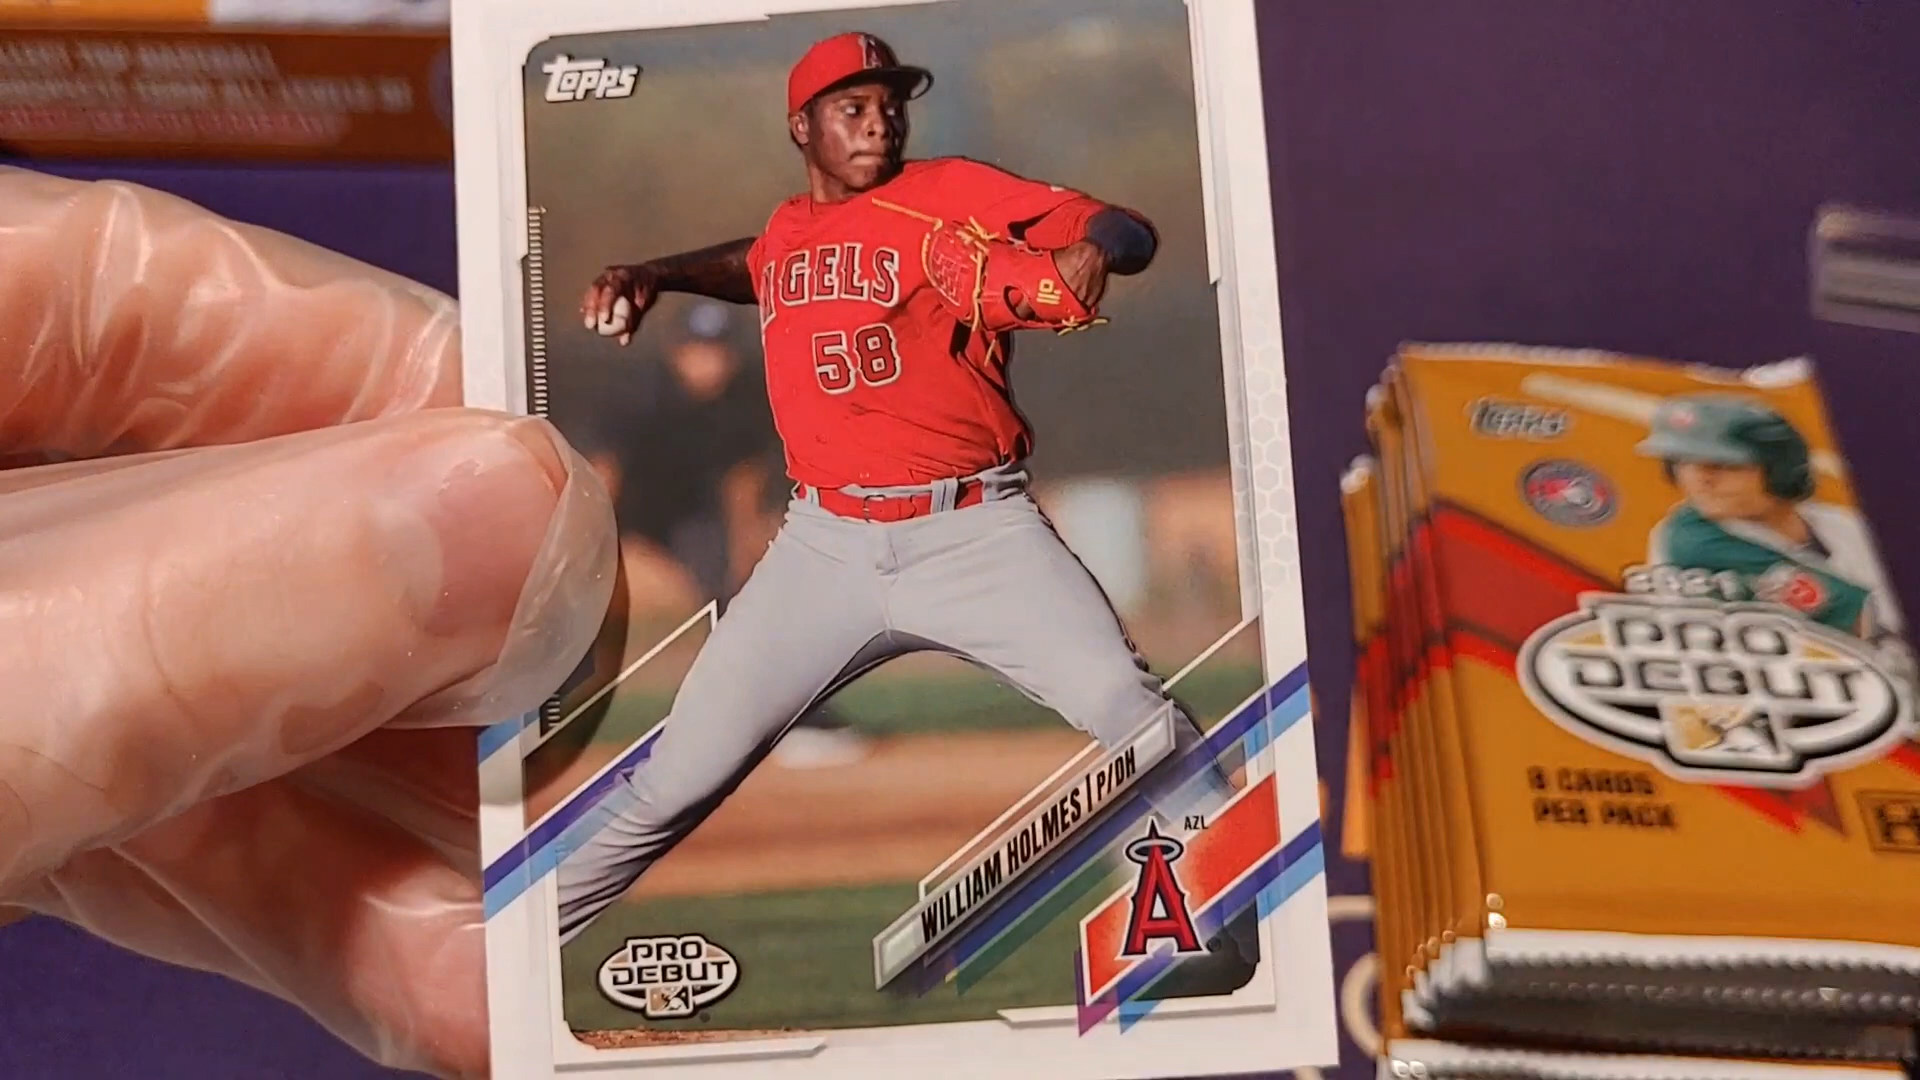 Topps
ANGELS
58
WILLIAM HOLMES | P/DH
AZL
A
PRO
DEBUT
Topps
2021
PRO
DEBUT
8 CARDS
PER PACK